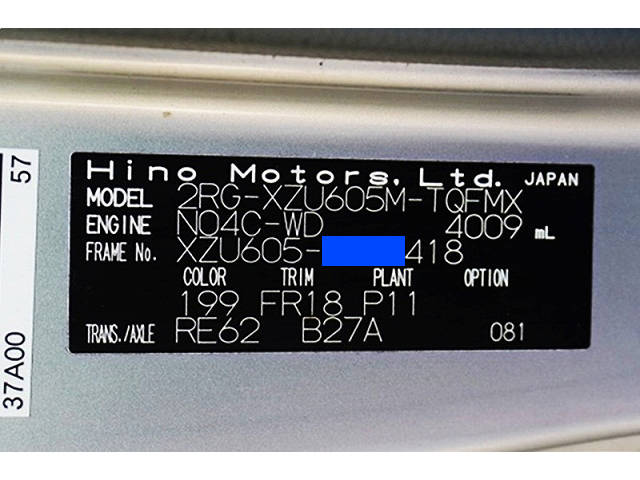 Hino Motors, Ltd. JAPAN
MODEL 2RG-XZU605M-TQFMX
ENGINE N04C-WD 4009 mL
FRAME No. XZU605- 418
COLOR TRIM PLANT OPTION
199 FR18 P11
TRANS./AXLE RE62 B27A 081
57
37A00